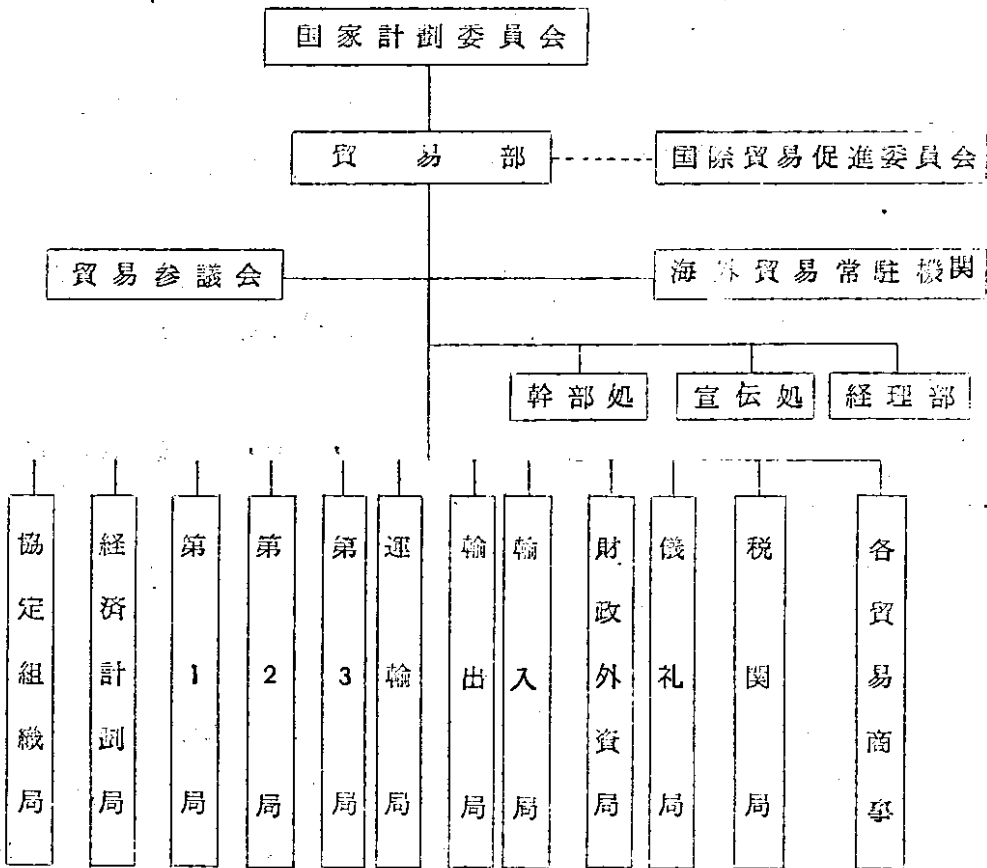 国家計劃委員会
貿易部
国際貿易促進委員会
貿易参議会
海外貿易常駐機関
幹部処
宣伝処
経理部
協定組織局
経済計劃局
第1局
第2局
第3局
運輸局
輸出局
輸入局
財政外資局
儀礼局
税関局
各貿易商事